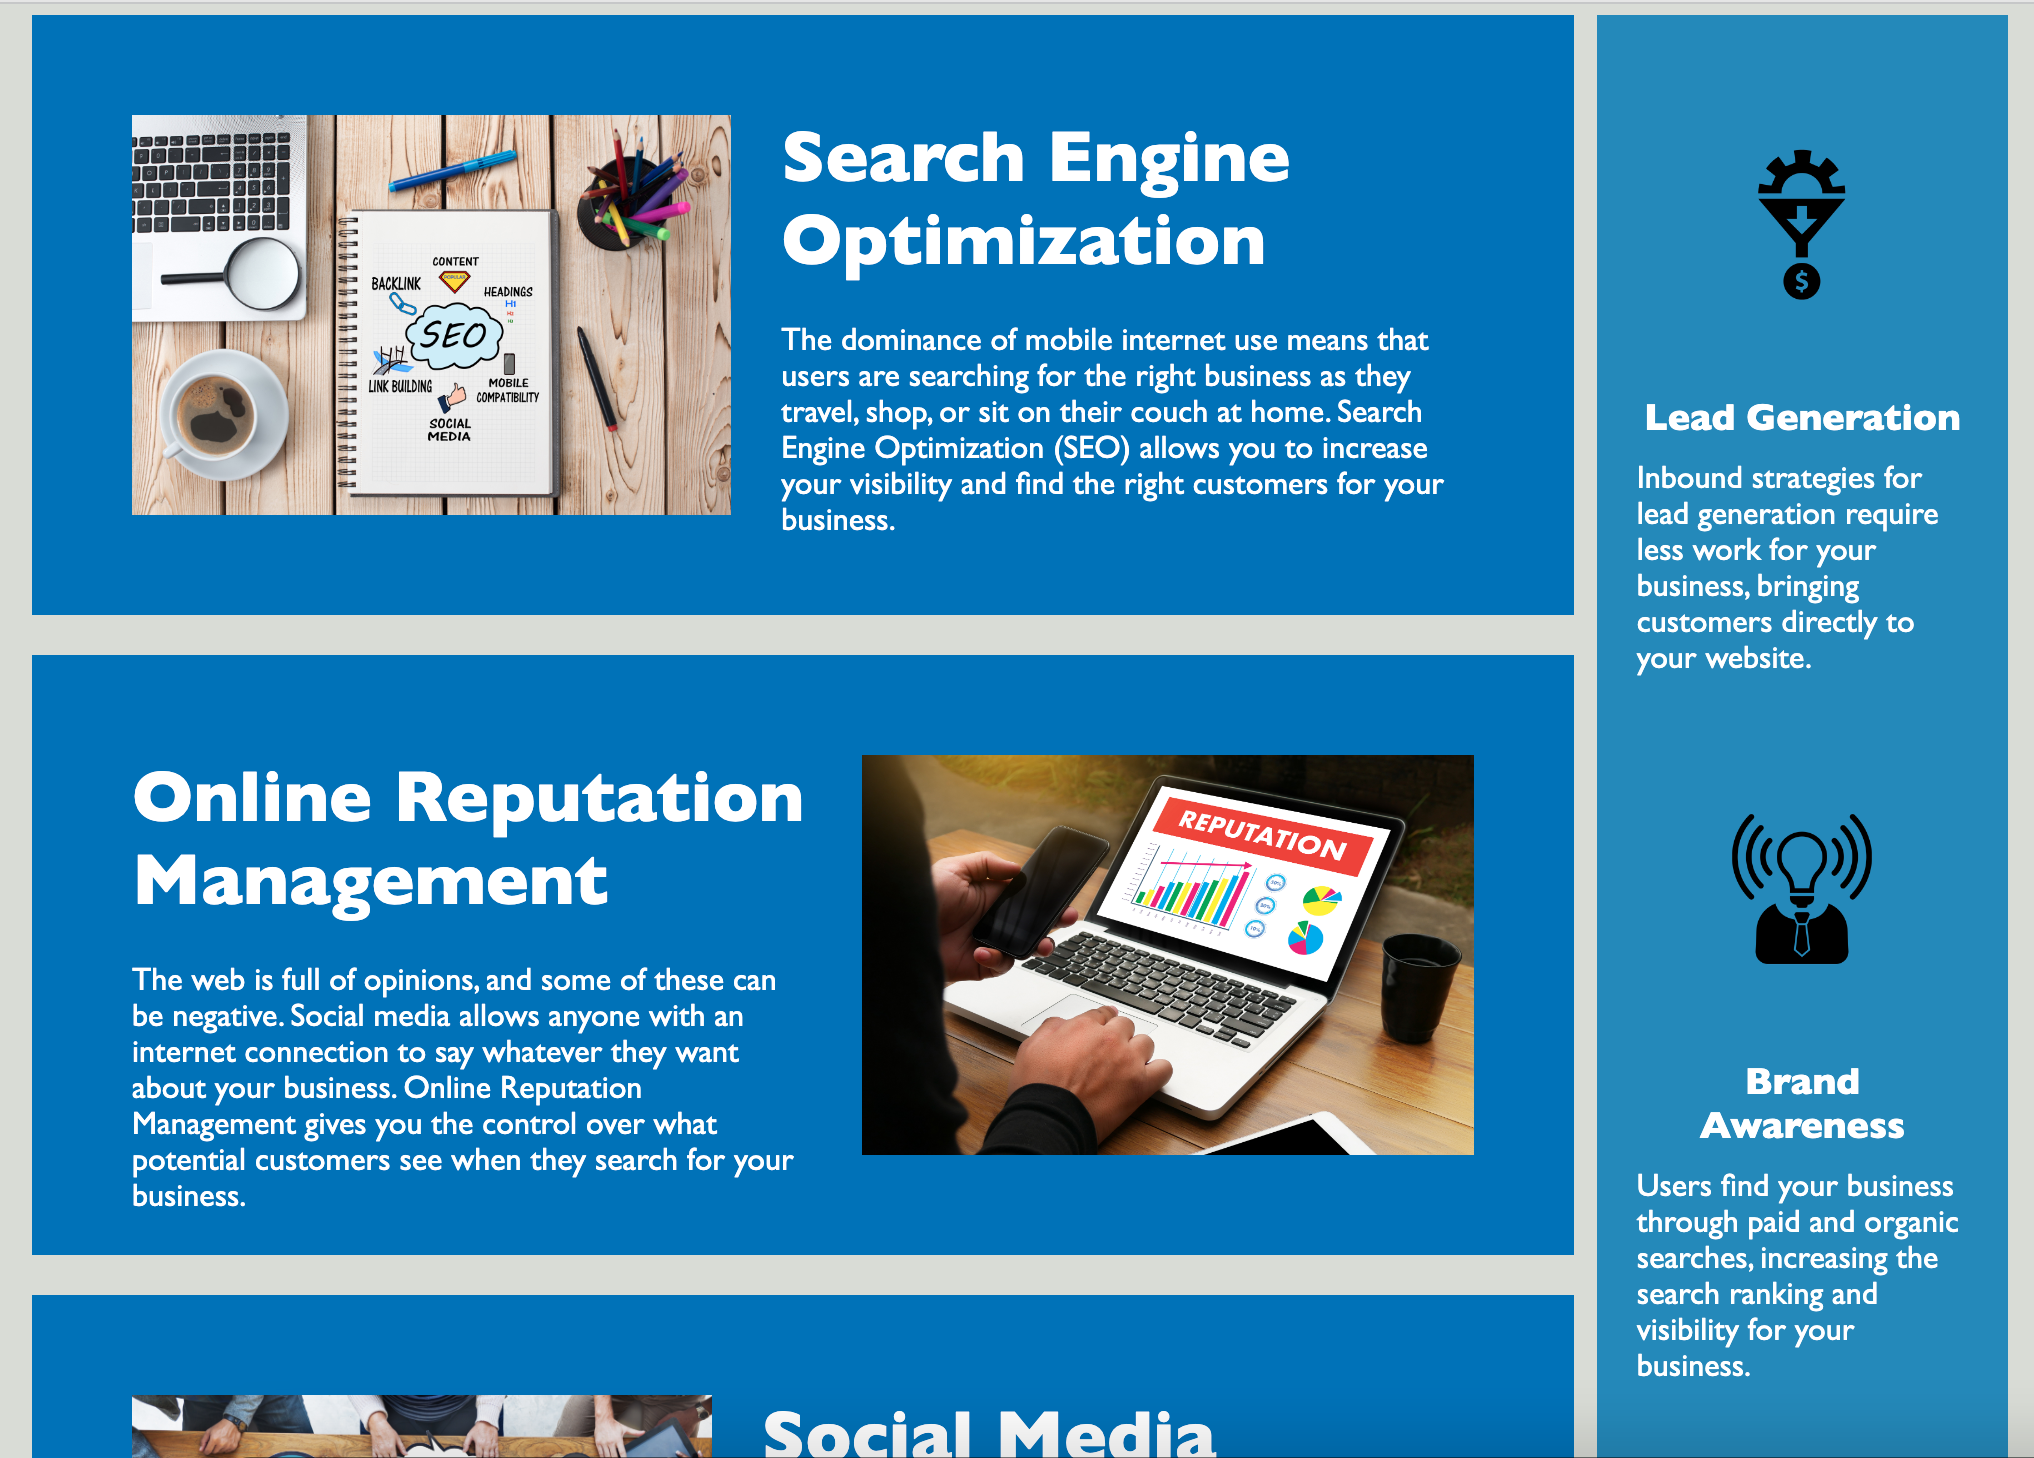 Search Engine
Optimization
The dominance of mobile internet use means that
users are searching for the right business as they
travel, shop, or sit on their couch at home. Search
Engine Optimization (SEO) allows you to increase
your visibility and find the right customers for your
business.
CONTENT
POPULAR
BACKLINK
HEADINGS
H1
H2
H3
SEO
LINK BUILDING
MOBILE
COMPATIBILITY
SOCIAL
MEDIA
Online Reputation
Management
The web is full of opinions, and some of these can
be negative. Social media allows anyone with an
internet connection to say whatever they want
about your business. Online Reputation
Management gives you the control over what
potential customers see when they search for your
business.
REPUTATION
Social Media
$
Lead Generation
Inbound strategies for
lead generation require
less work for your
business, bringing
customers directly to
your website.
Brand
Awareness
Users find your business
through paid and organic
searches, increasing the
search ranking and
visibility for your
business.